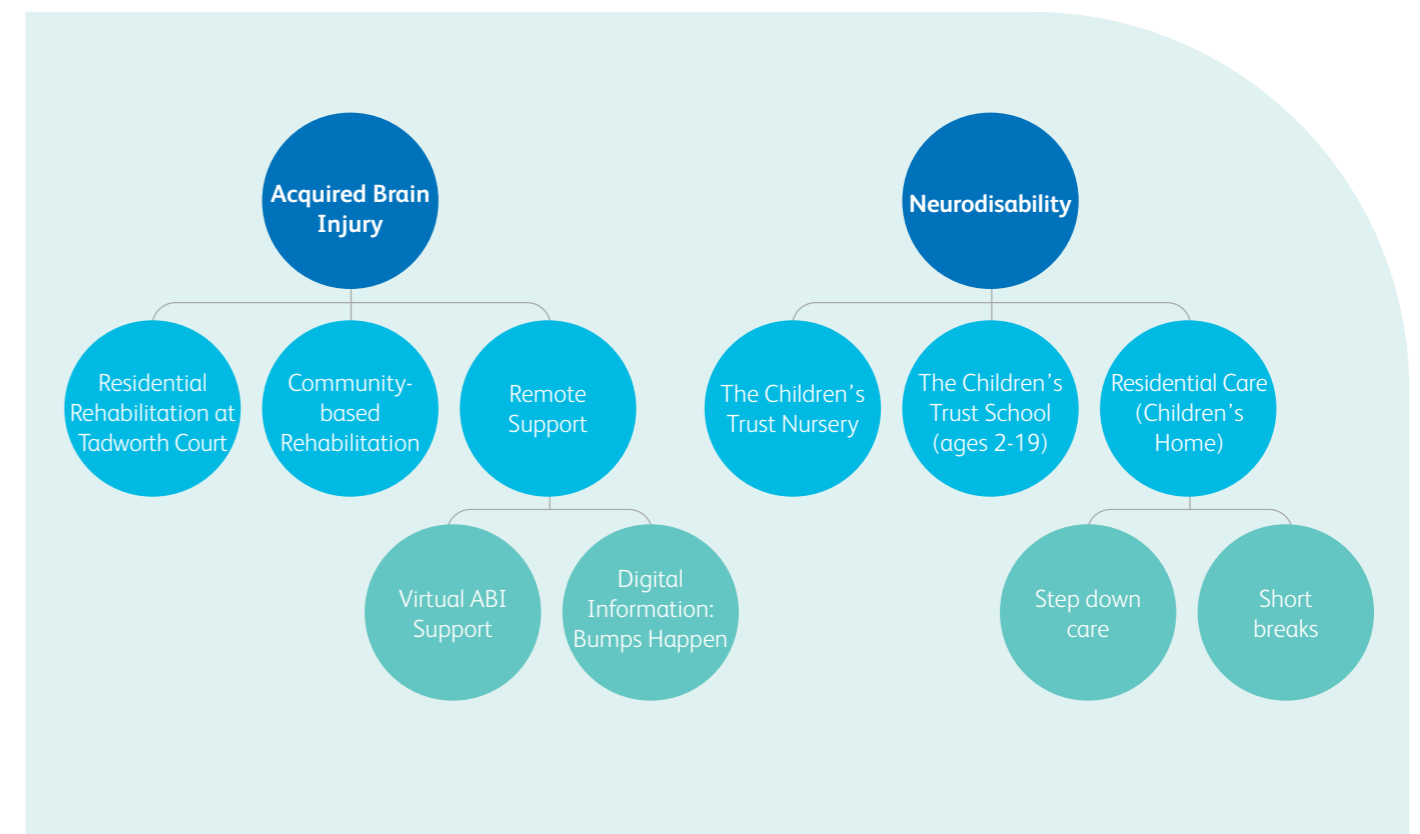 Acquired Brain
Injury
Neurodisability
Residential
Rehabilitation at
Tadworth Court
Community-
based
Rehabilitation
Remote
Support
The Children’s
Trust Nursery
The Children’s
Trust School
(ages 2-19)
Residential Care
(Children’s
Home)
Virtual ABI
Support
Digital
Information:
Bumps Happen
Step down
care
Short
breaks